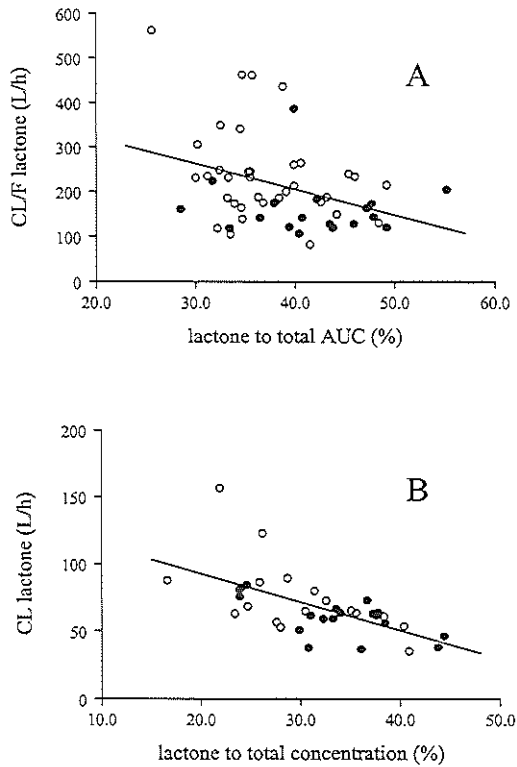 600
500
400
300
200
100
0
CL/F lactone (L/h)
A
20.0 30.0 40.0 50.0 60.0
lactone to total AUC (%)
200
150
100
50
0
CL lactone (L/h)
B
10.0 20.0 30.0 40.0 50.0
lactone to total concentration (%)